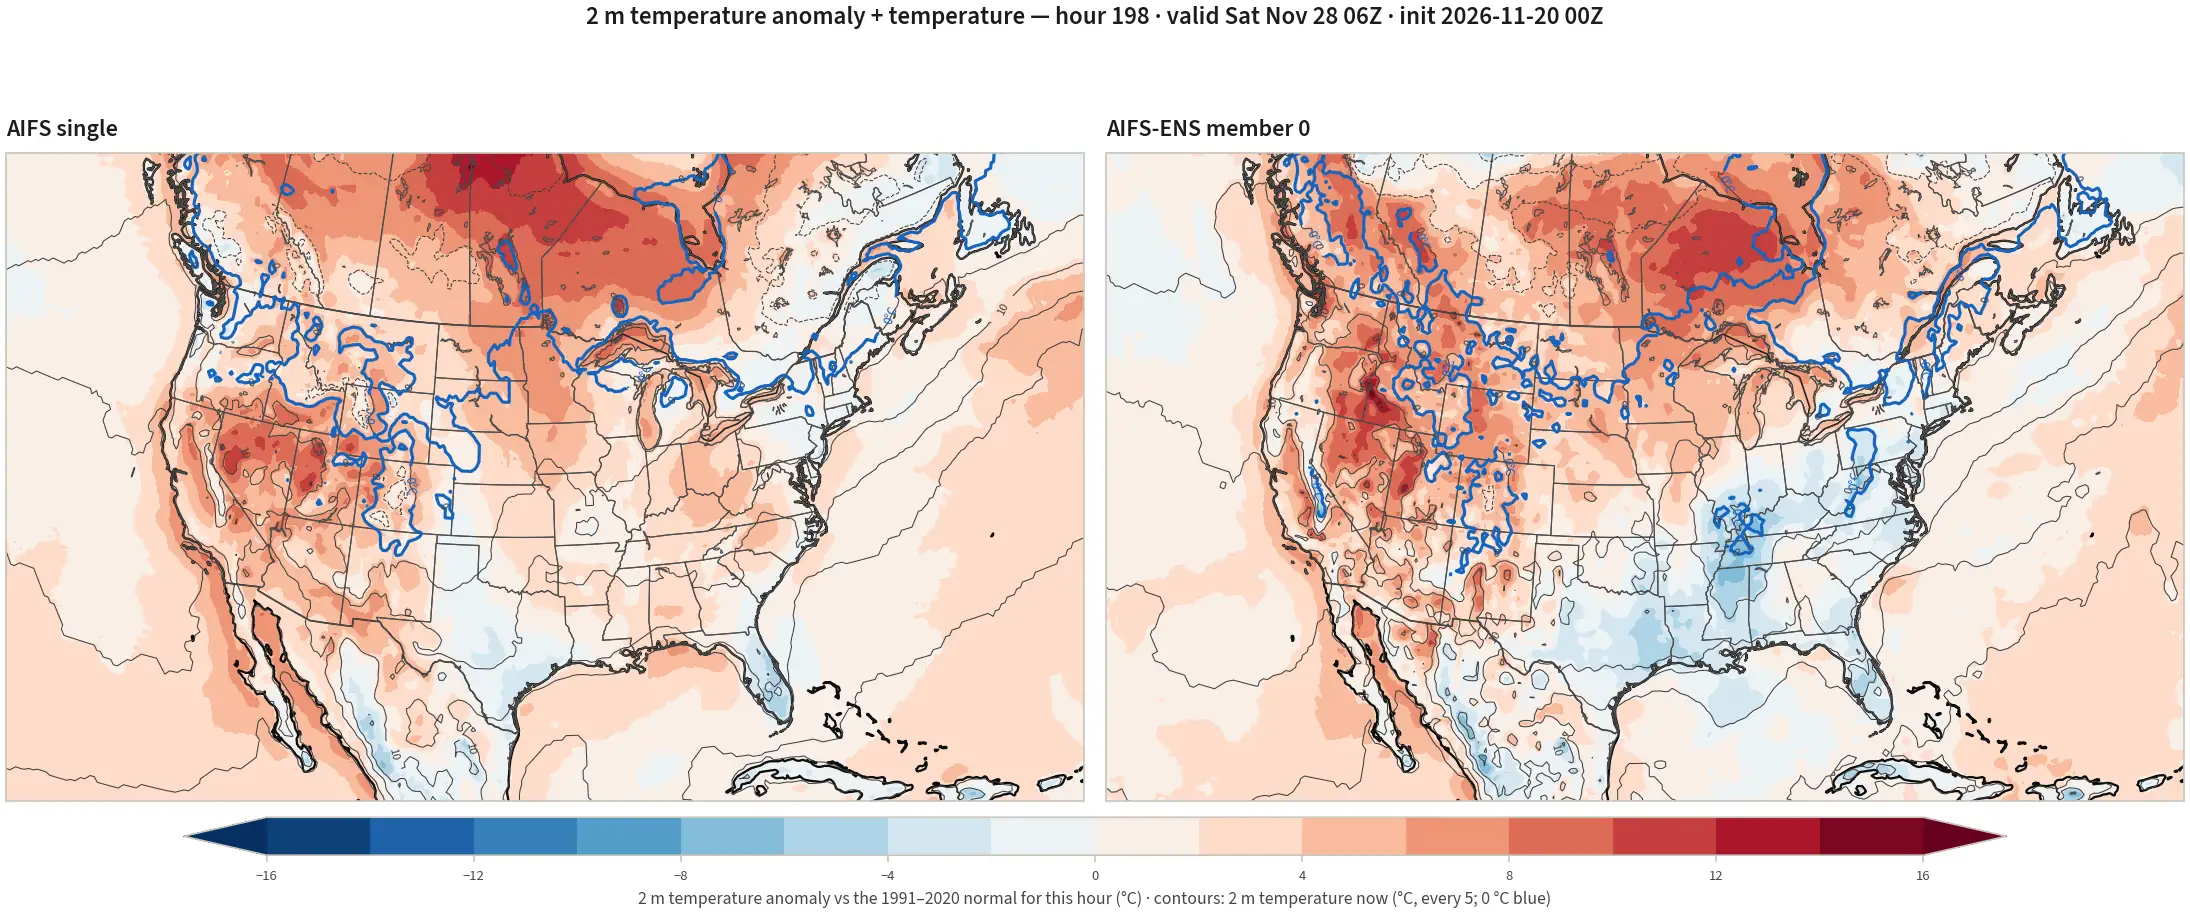 2 m temperature anomaly + temperature — hour 198 · valid Sat Nov 28 06Z · init 2026-11-20 00Z
AIFS single
AIFS-ENS member 0
−16 −12 −8 −4 0 4 8 12 16
2 m temperature anomaly vs the 1991–2020 normal for this hour (°C) · contours: 2 m temperature now (°C, every 5; 0 °C blue)